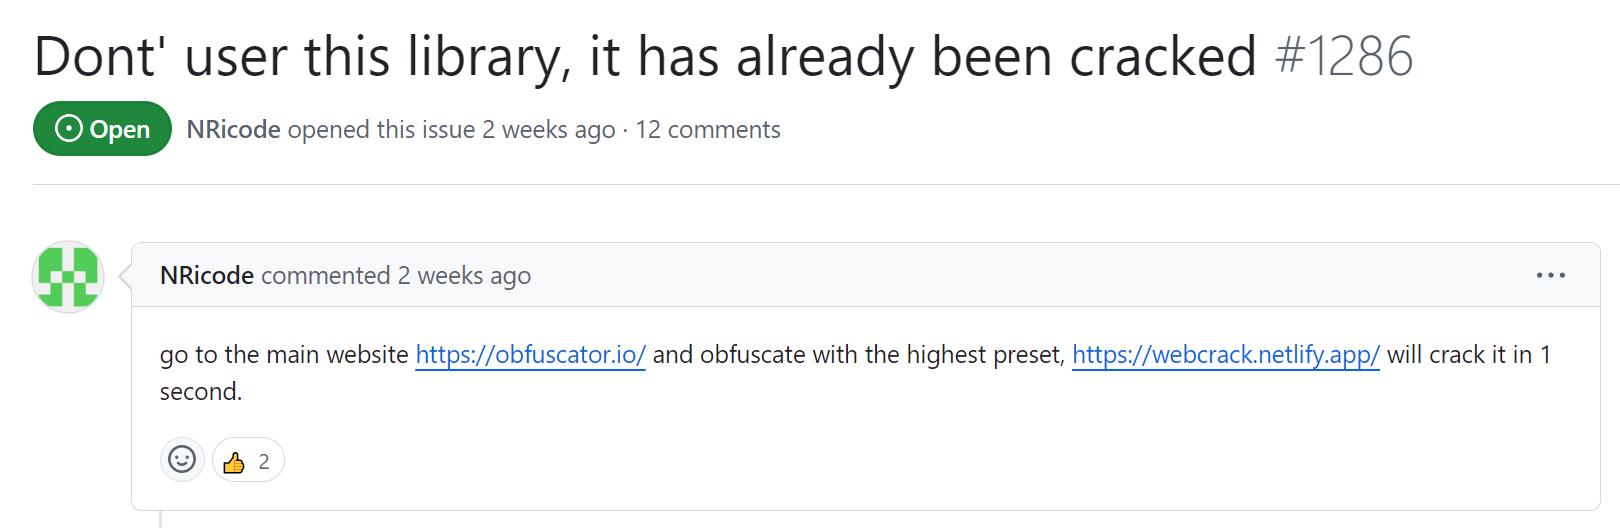 Dont' user this library, it has already been cracked #1286
Open NRicode opened this issue 2 weeks ago · 12 comments
NRicode commented 2 weeks ago
go to the main website https://obfuscator.io/ and obfuscate with the highest preset, https://webcrack.netlify.app/ will crack it in 1
second.
2